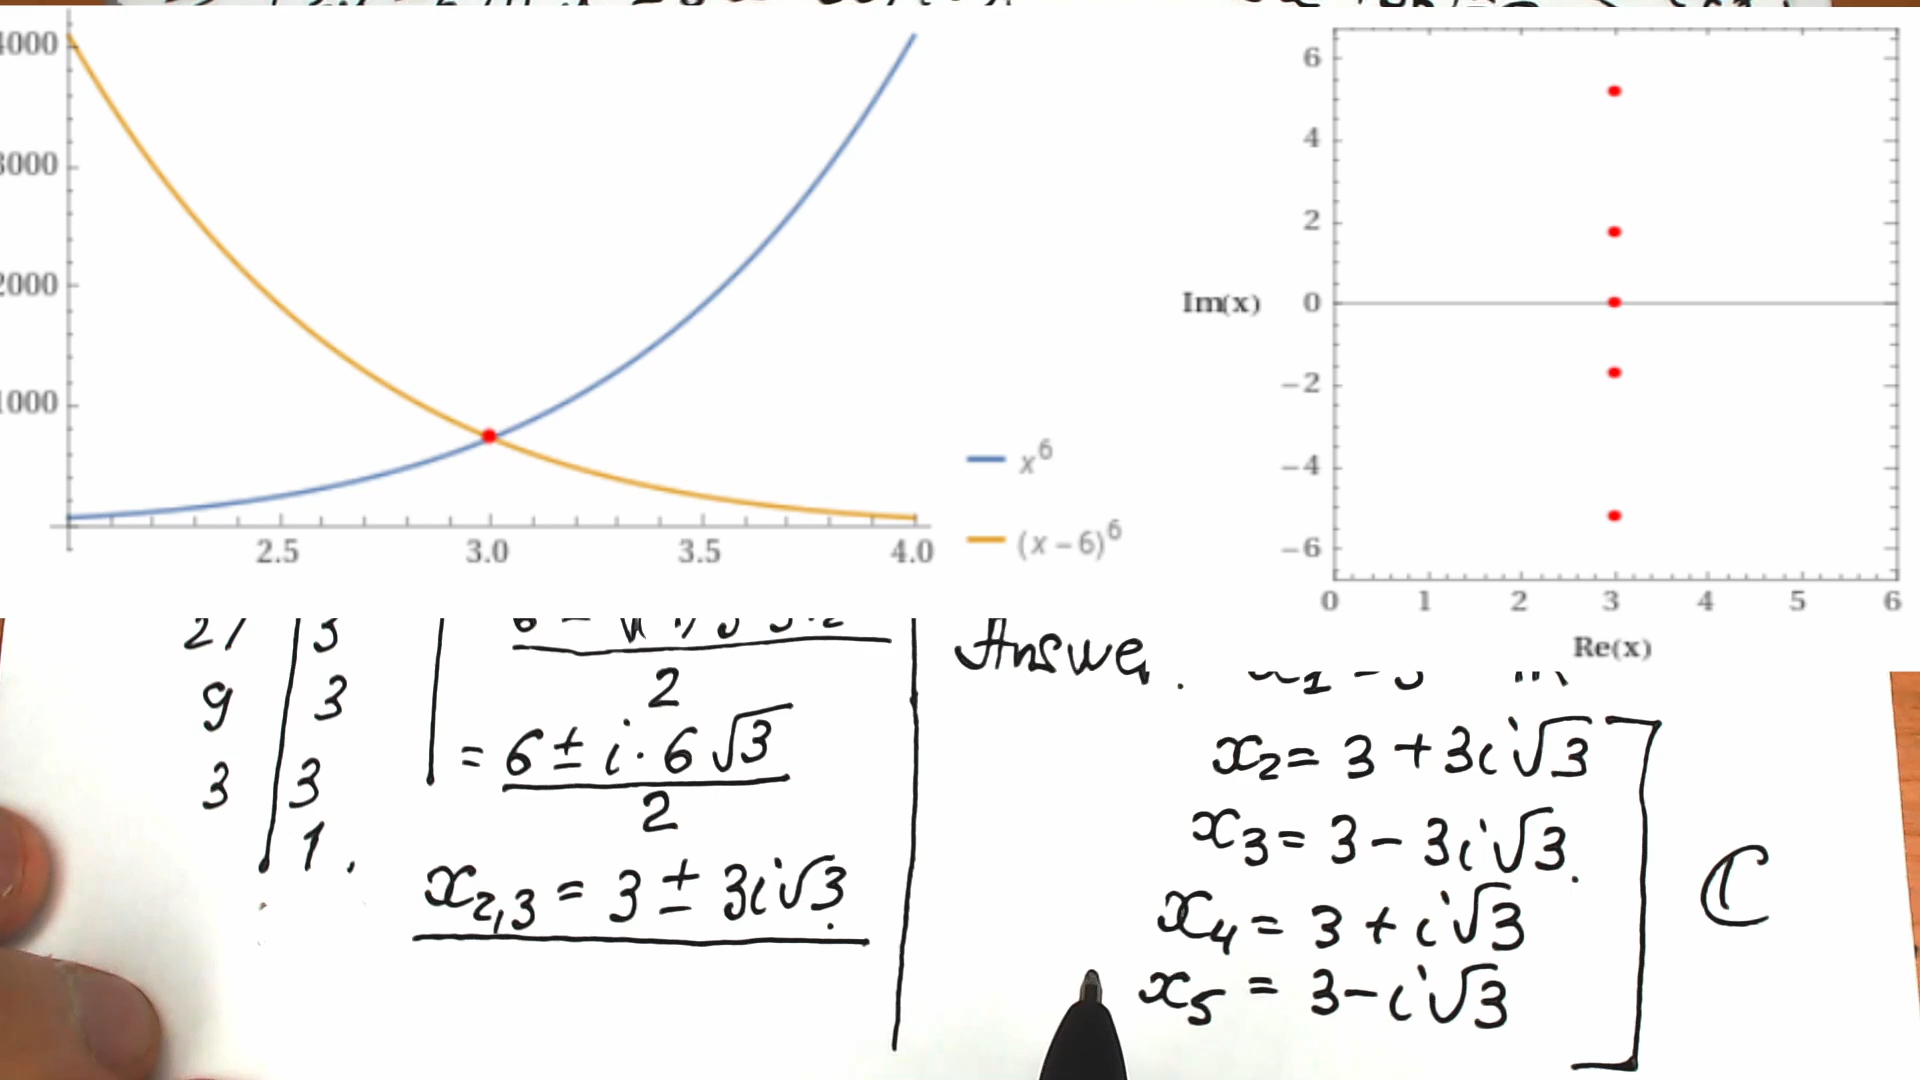 4000
3000
2000
1000
2.5 3.0 3.5 4.0
x⁶
(x − 6)⁶
6
4
2
Im(x) 0
−2
−4
−6
0 1 2 3 4 5 6
Re(x)
27 | 3
9 | 3
3 | 3
1.
2
= 6 ± i · 6√3
2
x₂,₃ = 3 ± 3i√3.
Answer
x₂ = 3 + 3i√3
x₃ = 3 − 3i√3.
x₄ = 3 + i√3
x₅ = 3 − i√3
ℂ